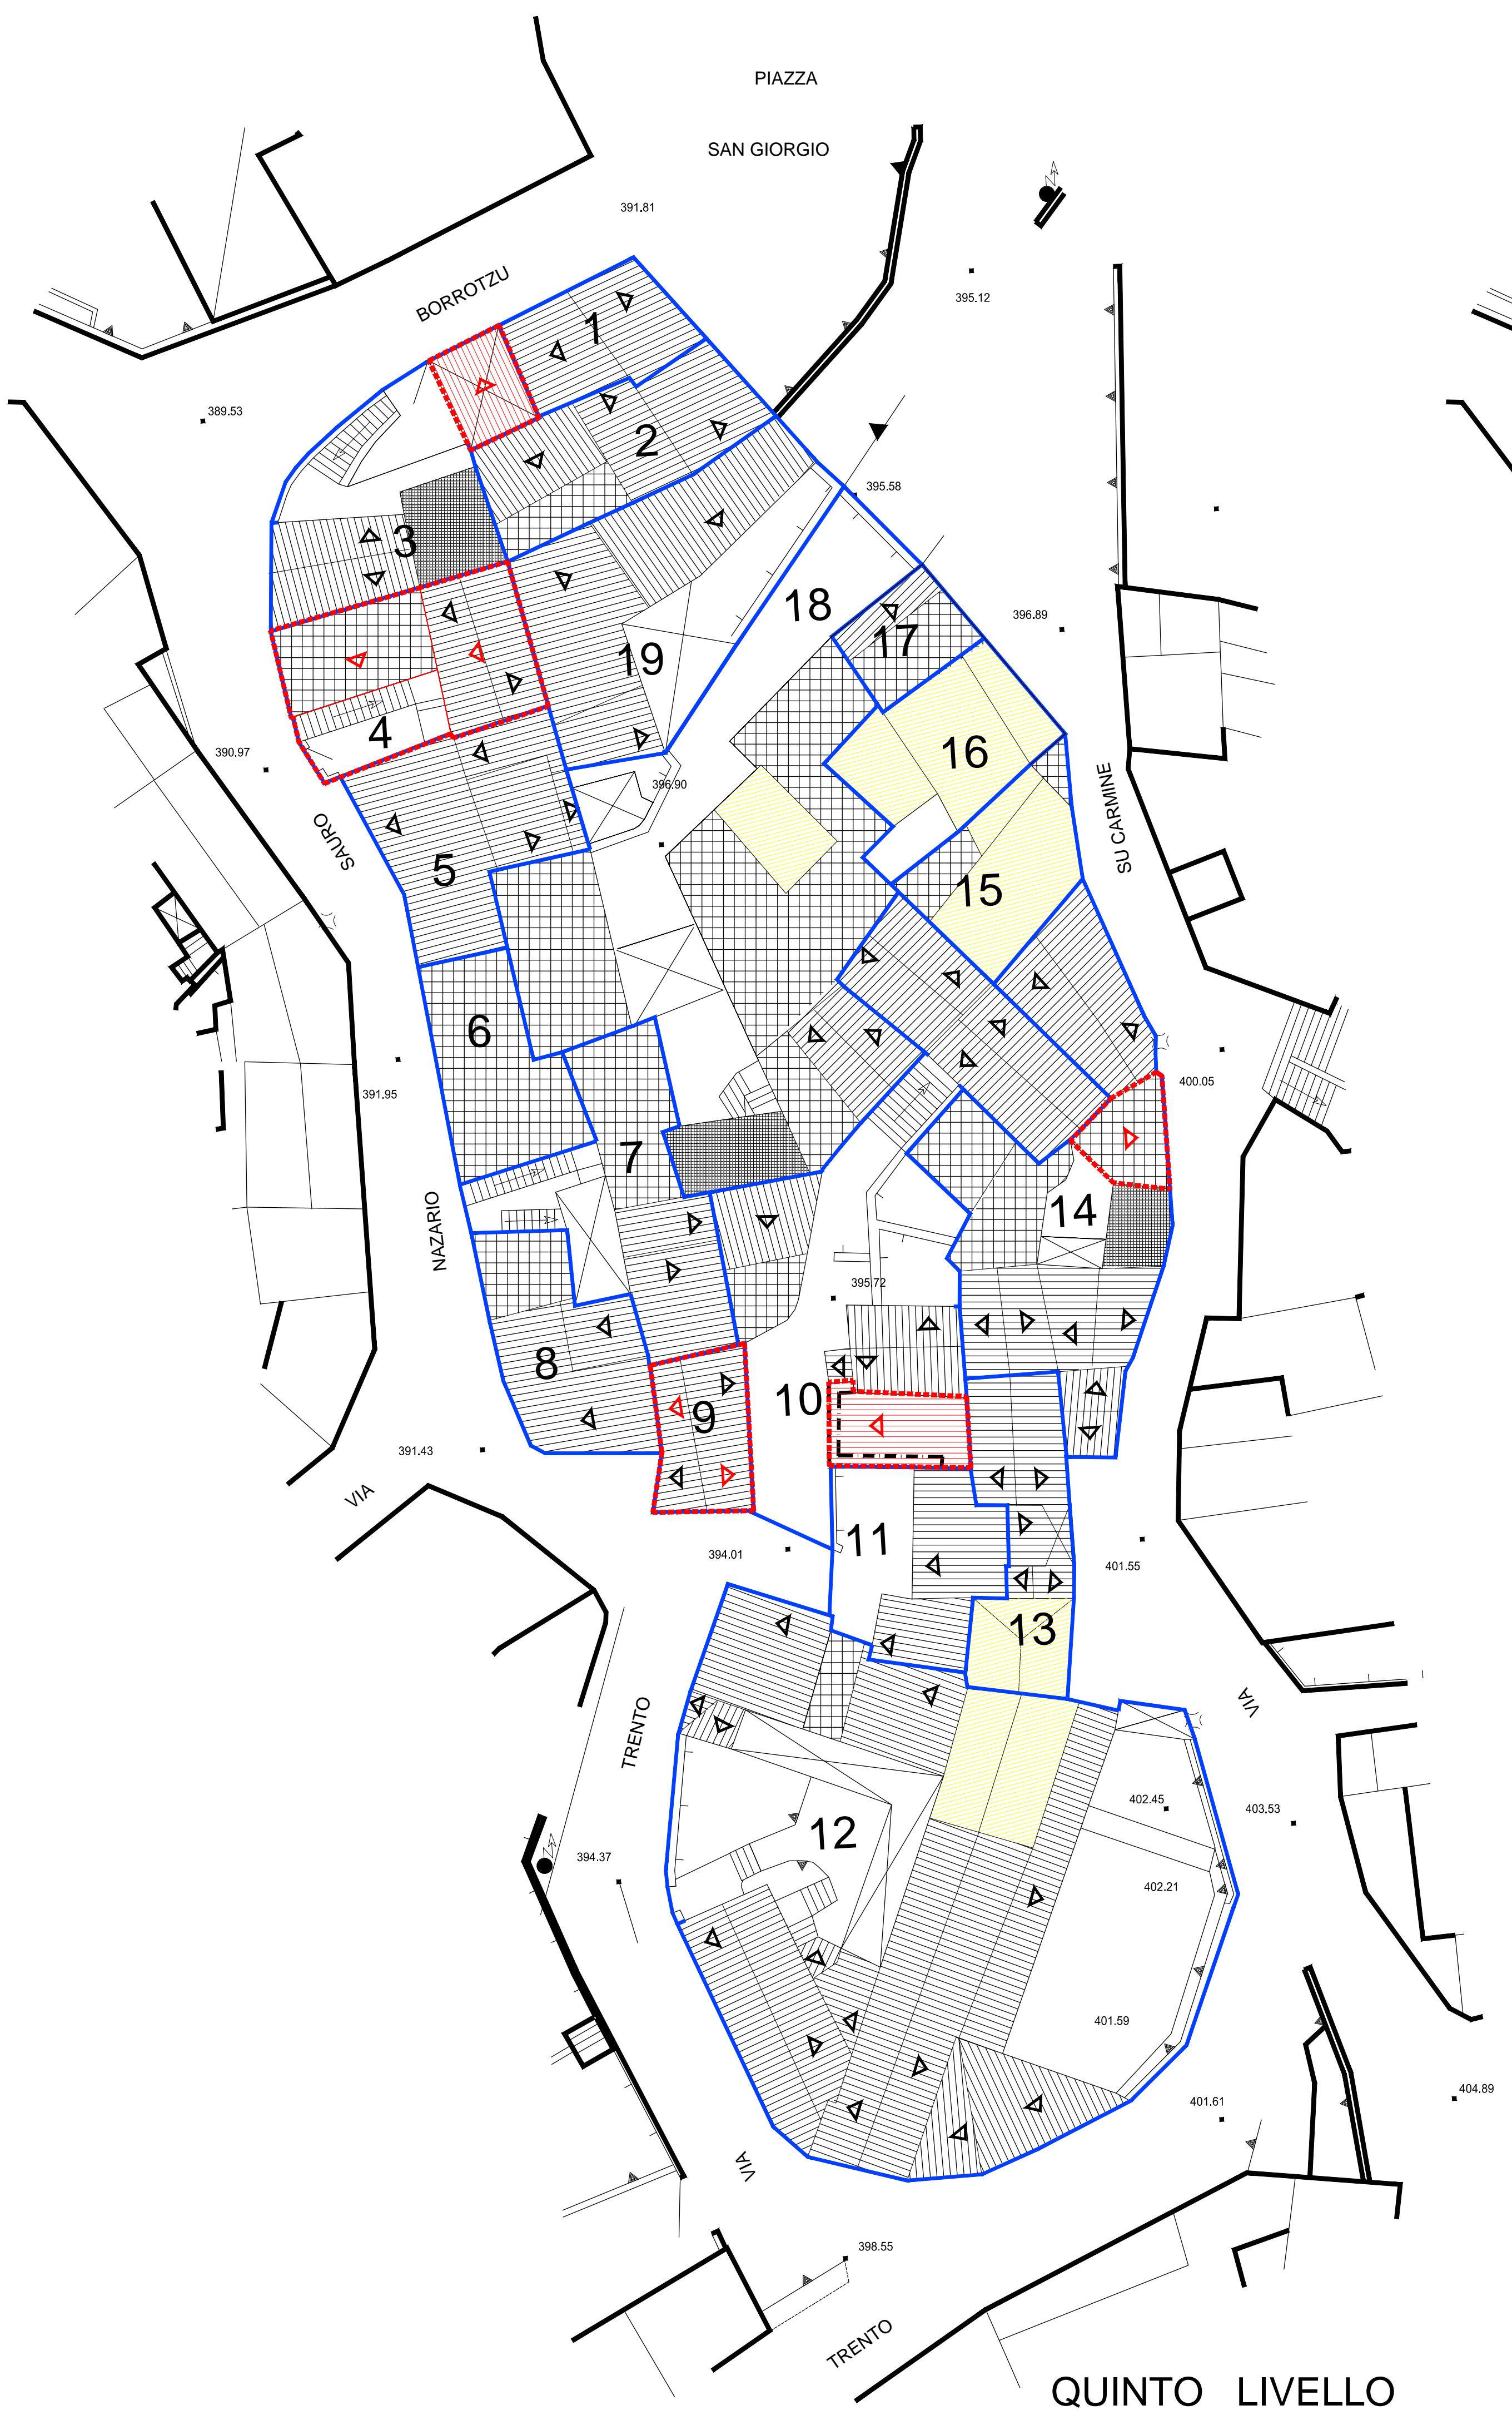 PIAZZA
SAN GIORGIO
391.81
N
BORROTZU
395.12
1
389.53
2
395.58
3
18
396.89
17
19
4
16
390.97
396.90
SU CARMINE
SAURO
5
15
6
400.05
391.95
7
14
NAZARIO
395.72
8
10
9
391.43
VIA
11
394.01
401.55
13
VIA
TRENTO
402.45
403.53
12
N
394.37
402.21
401.59
404.89
401.61
VIA
398.55
TRENTO
QUINTO LIVELLO